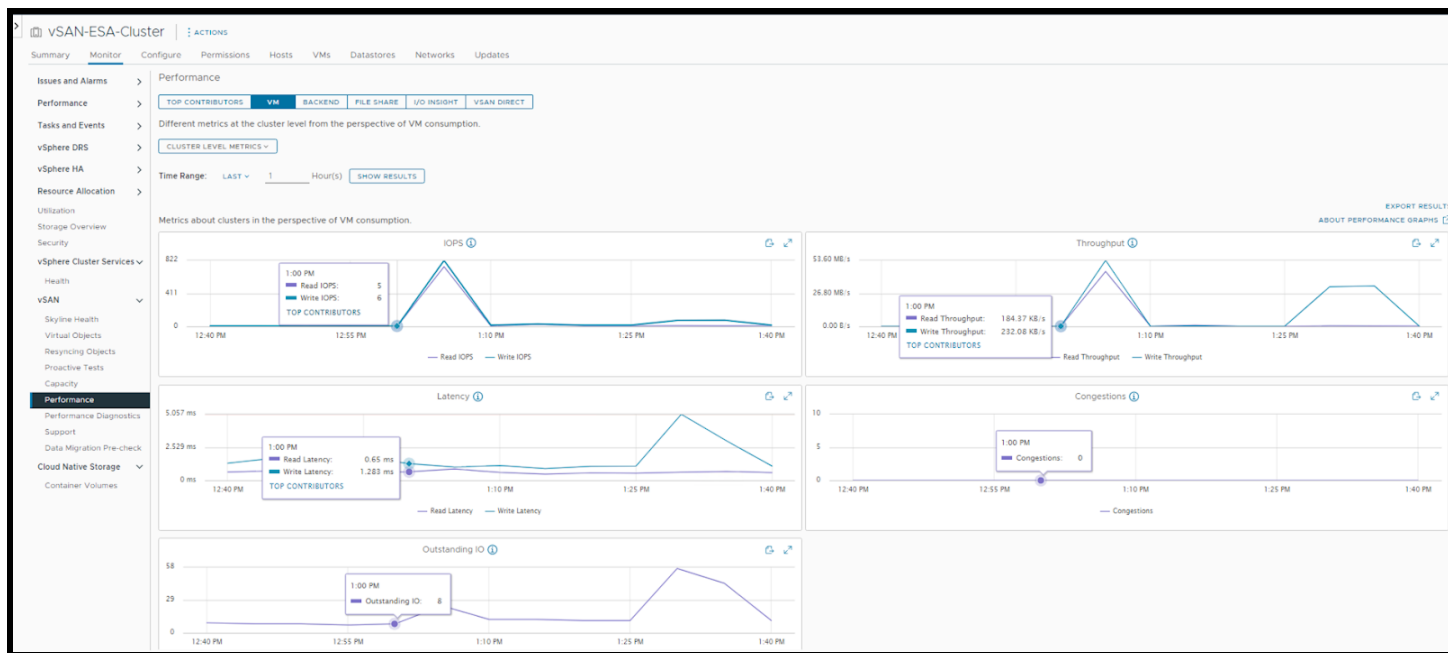 vSAN-ESA-Cluster
ACTIONS
Summary Monitor Configure Permissions Hosts VMs Datastores Networks Updates
Issues and Alarms
Performance
Tasks and Events
vSphere DRS
vSphere HA
Resource Allocation
Utilization
Storage Overview
Security
vSphere Cluster Services
Health
vSAN
Skyline Health
Virtual Objects
Resyncing Objects
Proactive Tests
Capacity
Performance
Performance Diagnostics
Support
Data Migration Pre-check
Cloud Native Storage
Container Volumes
Performance
TOP CONTRIBUTORS VM BACKEND FILE SHARE I/O INSIGHT VSAN DIRECT
Different metrics at the cluster level from the perspective of VM consumption.
CLUSTER LEVEL METRICS
Time Range: LAST 1 Hour(s) SHOW RESULTS
EXPORT RESULTS
Metrics about clusters in the perspective of VM consumption.
ABOUT PERFORMANCE GRAPHS
IOPS
822
411
0
1:00 PM
Read IOPS: 5
Write IOPS: 6
TOP CONTRIBUTORS
12:40 PM 12:55 PM 1:10 PM 1:25 PM 1:40 PM
Read IOPS Write IOPS
Throughput
53.60 MB/s
26.80 MB/s
0.00 B/s
1:00 PM
Read Throughput: 184.37 KB/s
Write Throughput: 232.08 KB/s
TOP CONTRIBUTORS
12:40 PM 1:10 PM 1:25 PM 1:40 PM
Read Throughput Write Throughput
Latency
5.057 ms
2.529 ms
0 ms
1:00 PM
Read Latency: 0.65 ms
Write Latency: 1.283 ms
TOP CONTRIBUTORS
12:40 PM 1:10 PM 1:25 PM 1:40 PM
Read Latency Write Latency
Congestions
10
5
0
1:00 PM
Congestions: 0
12:40 PM 12:55 PM 1:10 PM 1:25 PM 1:40 PM
Congestions
Outstanding IO
58
29
0
1:00 PM
Outstanding IO: 8
12:40 PM 12:55 PM 1:10 PM 1:25 PM 1:40 PM